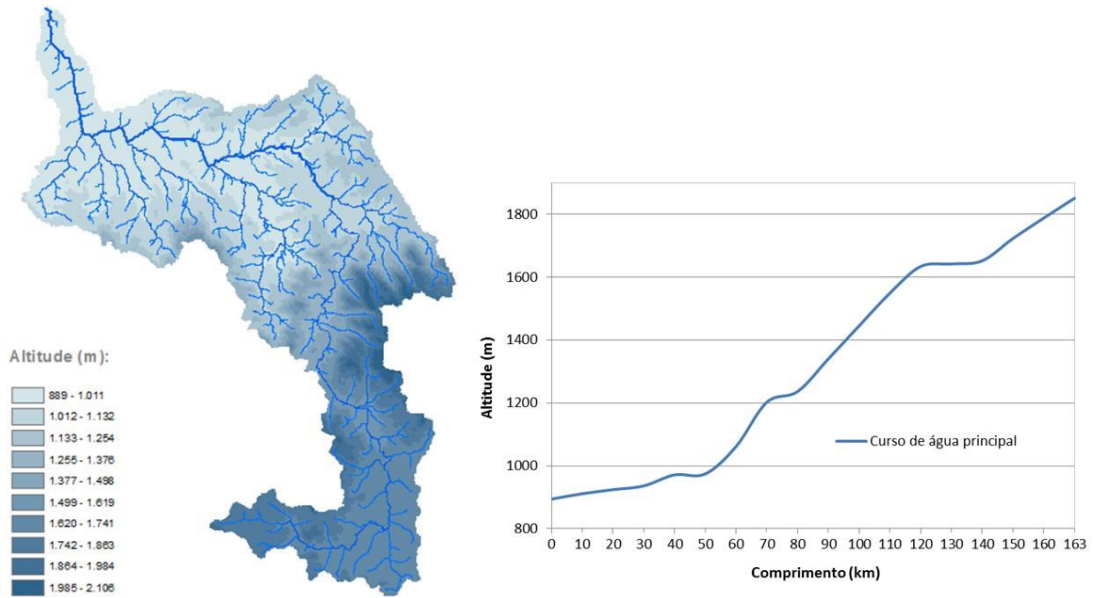 Altitude (m):
889 - 1.011
1.012 - 1.132
1.133 - 1.254
1.255 - 1.376
1.377 - 1.498
1.499 - 1.619
1.620 - 1.741
1.742 - 1.863
1.864 - 1.984
1.985 - 2.106
Altitude (m)
1800
1600
1400
1200
1000
800
Curso de água principal
0 10 20 30 40 50 60 70 80 90 100 110 120 130 140 150 160 163
Comprimento (km)